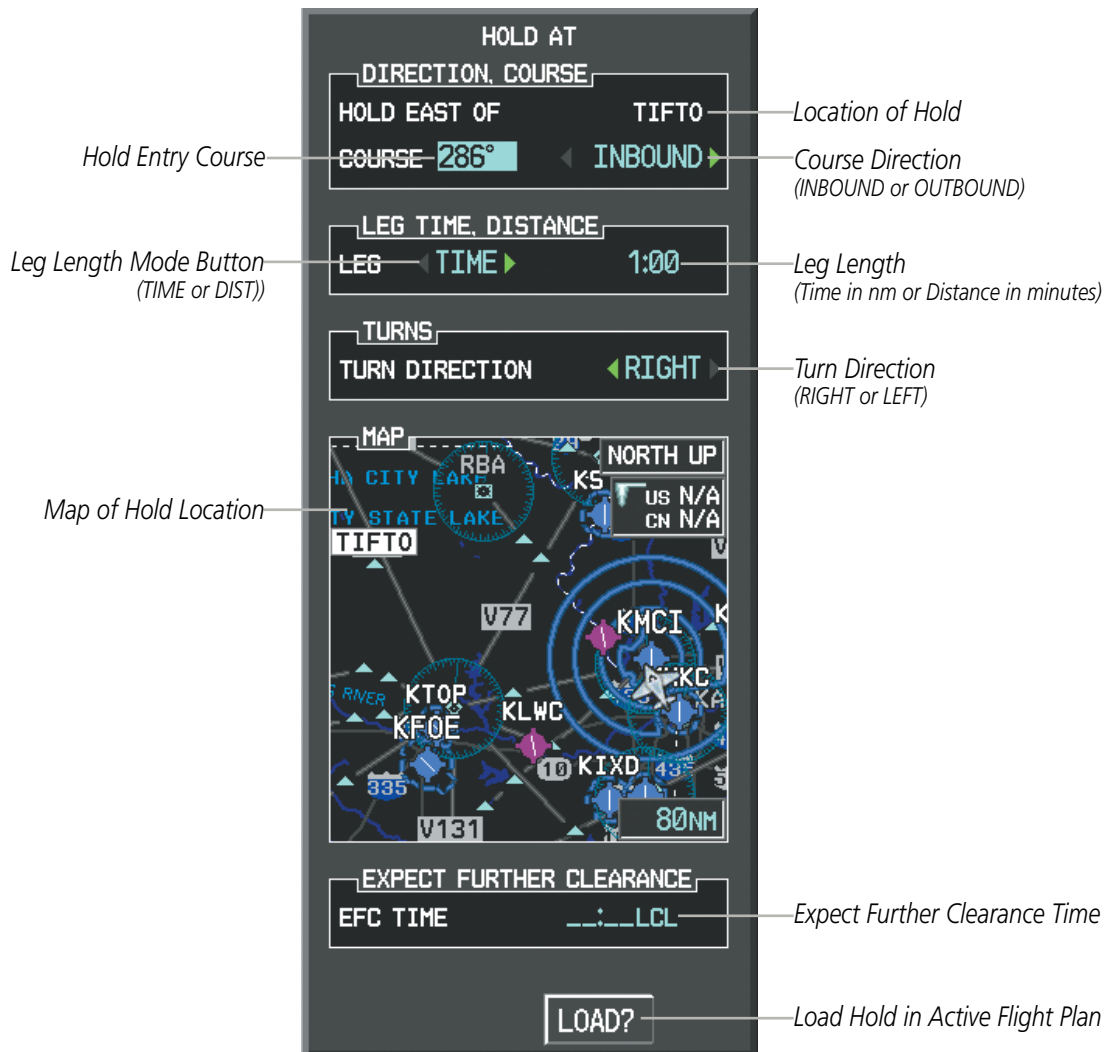 HOLD AT
DIRECTION, COURSE
HOLD EAST OF TIFTO
Location of Hold
Hold Entry Course
COURSE 286° INBOUND
Course Direction
(INBOUND or OUTBOUND)
LEG TIME, DISTANCE
Leg Length Mode Button
(TIME or DIST))
LEG TIME 1:00
Leg Length
(Time in nm or Distance in minutes)
TURNS
TURN DIRECTION RIGHT
Turn Direction
(RIGHT or LEFT)
MAP
NORTH UP
RBA
CITY LAKE
KS
US N/A
CN N/A
Map of Hold Location
TY STATE LAKE
TIFTO
V77
KMCI
K
KC
KA
RIVER
KTOP
KLWC
KFOE
10
KIXD
435
335
V131
80NM
EXPECT FURTHER CLEARANCE
EFC TIME __:__LCL
Expect Further Clearance Time
LOAD?
Load Hold in Active Flight Plan